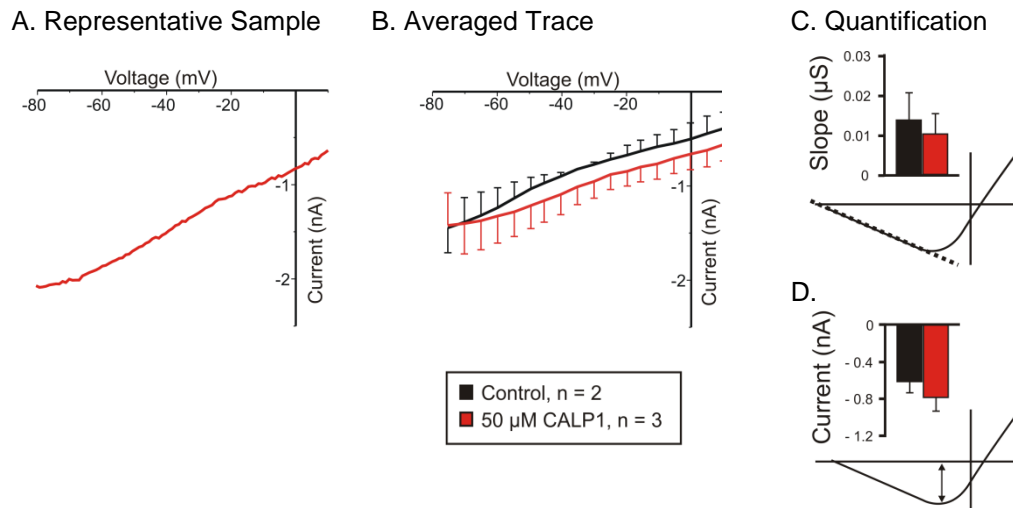 A. Representative Sample
B. Averaged Trace
C. Quantification
Voltage (mV)
-80
-60
-40
-20
-1
-2
Current (nA)
Voltage (mV)
-80
-60
-40
-20
-1
-2
Current (nA)
Control, n = 2
50 µM CALP1, n = 3
Slope (µS)
0.03
0.02
0.01
0
D.
Current (nA)
0
- 0.4
- 0.8
- 1.2